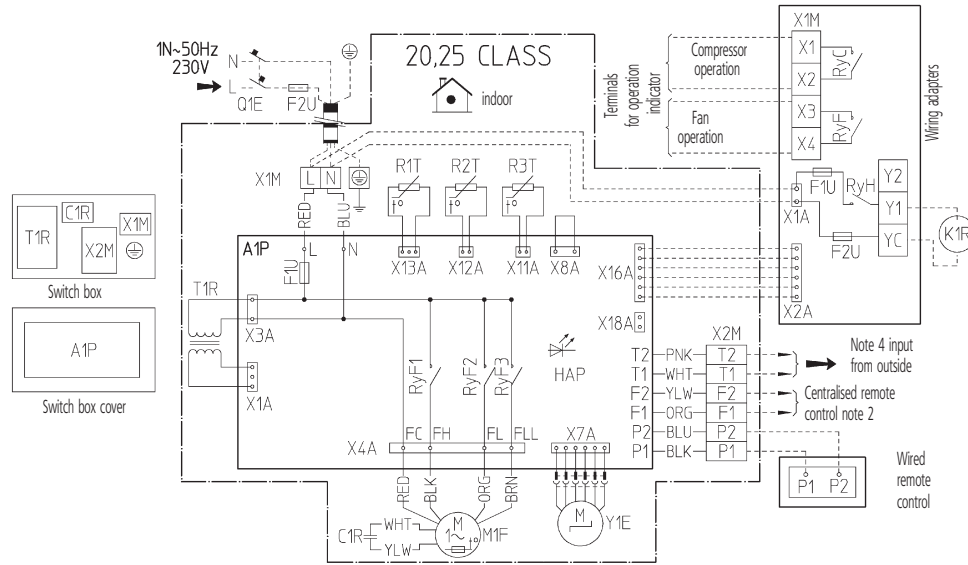 1N~50Hz
230V
N
L
Q1E
F2U
20,25 CLASS
indoor
Terminals
for operation
indicator
Compressor
operation
Fan
operation
X1M
X1
X2
X3
X4
RyC
RyF
Wiring adapters
F1U
RyH
Y2
Y1
YC
X1A
F2U
K1R
X2A
T1R
C1R
X2M
X1M
Switch box
A1P
Switch box cover
X1M
L N
RED
BLU
R1T
R2T
R3T
A1P
L
N
F1U
X13A
X12A
X11A
X8A
X16A
X18A
T1R
X3A
X1A
RyF1
RyF2
RyF3
HAP
X2M
T2 PNK T2
T1 WHT T1
F2 YLW F2
F1 ORG F1
P2 BLU P2
P1 BLK P1
Note 4 input
from outside
Centralised remote
control note 2
Wired
remote
control
P1 P2
X4A
FC
FH
FL
FLL
X7A
RED
BLK
ORG
BRN
C1R
WHT
YLW
M
1~
M1F
M
Y1E